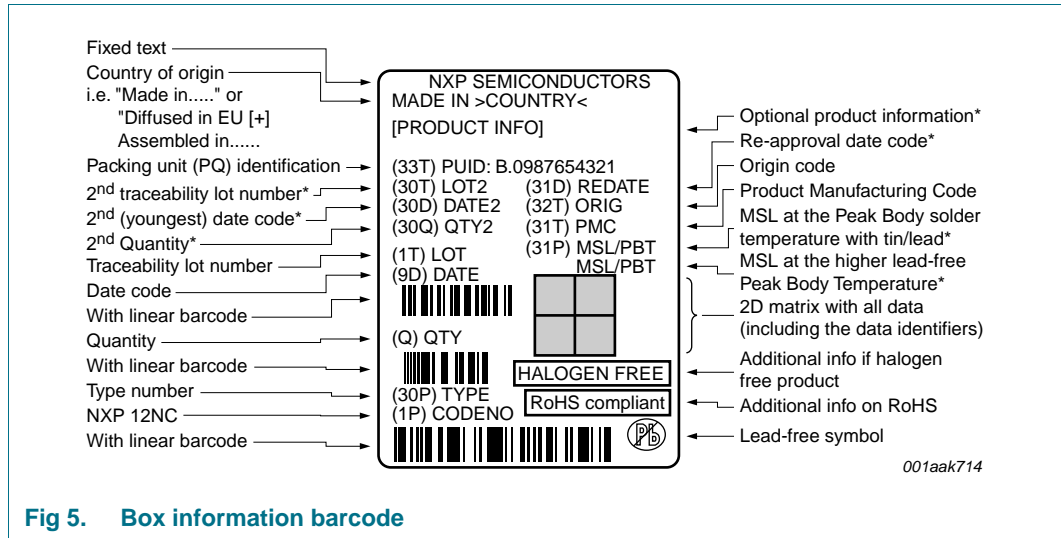 Fixed text
Country of origin
i.e. "Made in....." or
"Diffused in EU [+]
Assembled in......
Packing unit (PQ) identification
2nd traceability lot number*
2nd (youngest) date code*
2nd Quantity*
Traceability lot number
Date code
With linear barcode
Quantity
With linear barcode
Type number
NXP 12NC
With linear barcode
NXP SEMICONDUCTORS
MADE IN >COUNTRY<
[PRODUCT INFO]
(33T) PUID: B.0987654321
(30T) LOT2 (31D) REDATE
(30D) DATE2 (32T) ORIG
(30Q) QTY2 (31T) PMC
(1T) LOT (31P) MSL/PBT
(9D) DATE MSL/PBT
(Q) QTY
HALOGEN FREE
(30P) TYPE
(1P) CODENO
RoHS compliant
Pb
Optional product information*
Re-approval date code*
Origin code
Product Manufacturing Code
MSL at the Peak Body solder
temperature with tin/lead*
MSL at the higher lead-free
Peak Body Temperature*
2D matrix with all data
(including the data identifiers)
Additional info if halogen
free product
Additional info on RoHS
Lead-free symbol
001aak714
Fig 5. Box information barcode